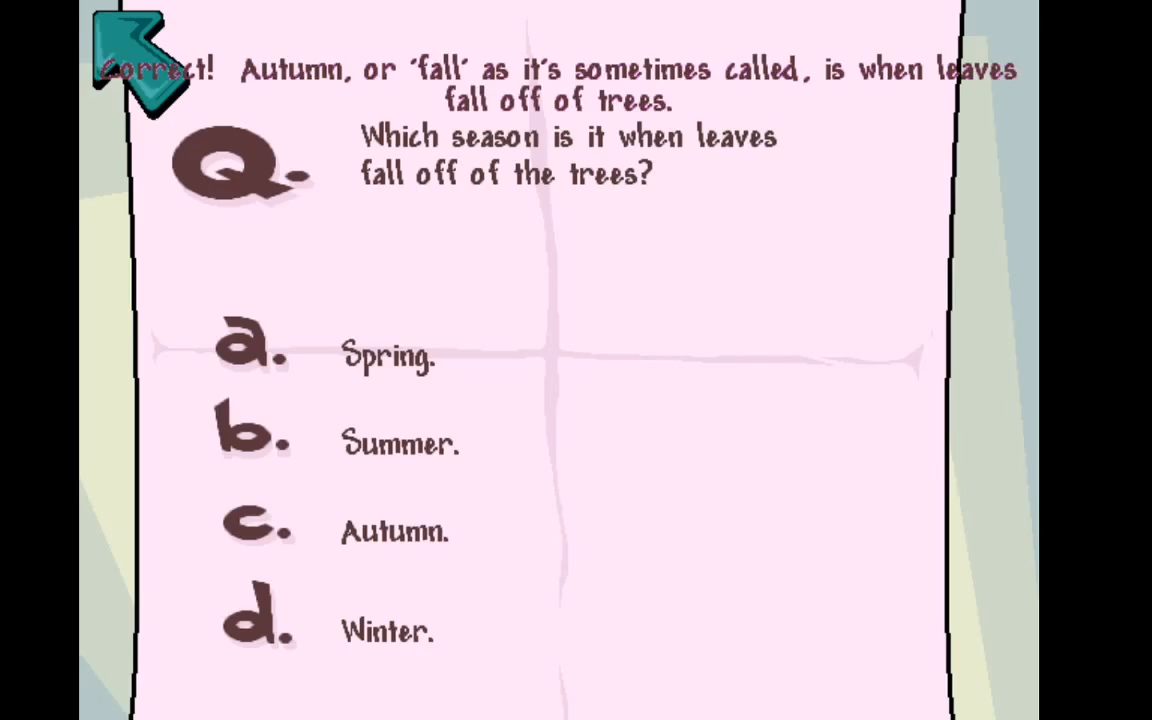 Correct! Autumn, or 'fall' as it's sometimes called, is when leaves
fall off of trees.
Q. Which season is it when leaves
fall off of the trees?
a. Spring.
b. Summer.
c. Autumn.
d. Winter.